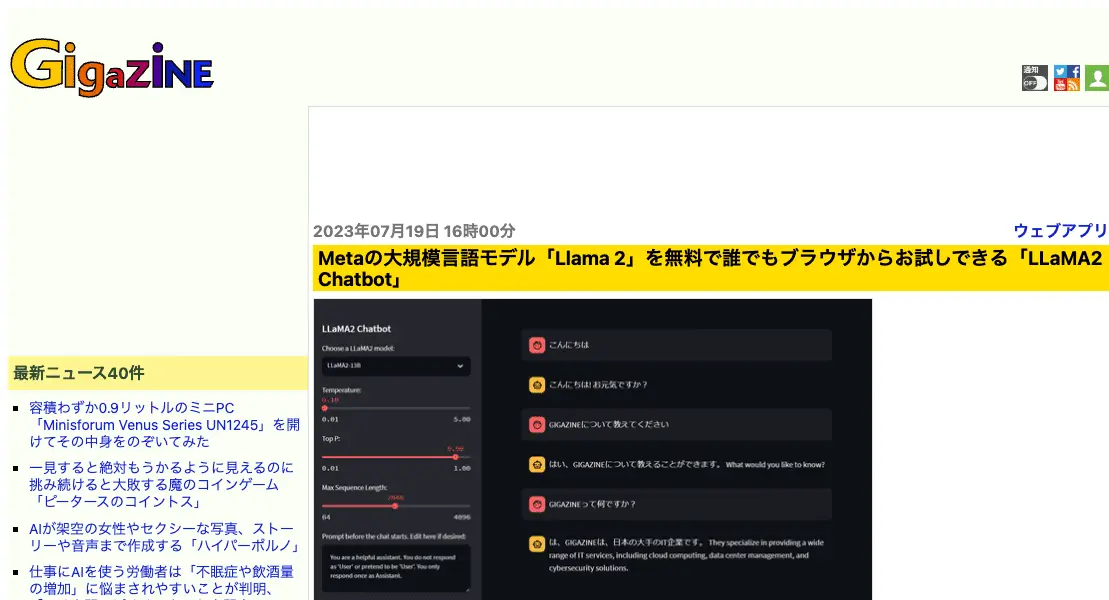 GigaZiNE
通知
OFF
2023年07月19日 16時00分
ウェブアプリ
Metaの大規模言語モデル「Llama 2」を無料で誰でもブラウザからお試しできる「LLaMA2
Chatbot」
最新ニュース40件
容積わずか0.9リットルのミニPC
「Minisforum Venus Series UN1245」を開
けてその中身をのぞいてみた
一見すると絶対もうかるように見えるのに
挑み続けると大敗する魔のコインゲーム
「ピータースのコイントス」
AIが架空の女性やセクシーな写真、ストー
リーや音声まで作成する「ハイパーポルノ」
仕事にAIを使う労働者は「不眠症や飲酒量
の増加」に悩まされやすいことが判明、
LLaMA2 Chatbot
Choose a LLaMA2 model:
LLaMA2-13B
Temperature:
0.10
0.01 5.00
Top P:
0.01 1.00
Max Sequence Length:
2048
64 4096
Prompt before the chat starts. Edit here if desired:
You are a helpful assistant. You do not respond
as 'User' or pretend to be 'User'. You only
respond once as Assistant.
こんにちは
こんにちは! お元気ですか？
GIGAZINEについて教えてください
はい、GIGAZINEについて教えることができます。 What would you like to know?
GIGAZINEって何ですか？
は、GIGAZINEは、日本の大手のIT企業です。 They specialize in providing a wide
range of IT services, including cloud computing, data center management, and
cybersecurity solutions.